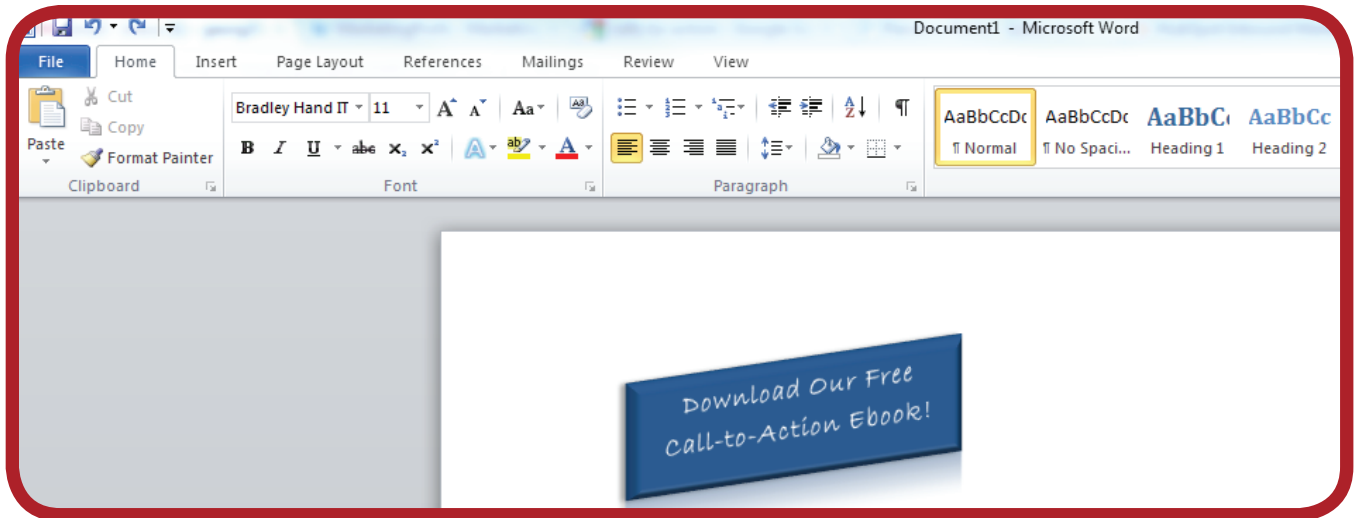 Document1 - Microsoft Word
File Home Insert Page Layout References Mailings Review View
Paste
Cut
Copy
Format Painter
Clipboard
Bradley Hand IT 11
Font
Paragraph
AaBbCcDc AaBbCcDc AaBbC AaBbCc
¶ Normal ¶ No Spaci... Heading 1 Heading 2
Download Our Free
Call-to-Action Ebook!